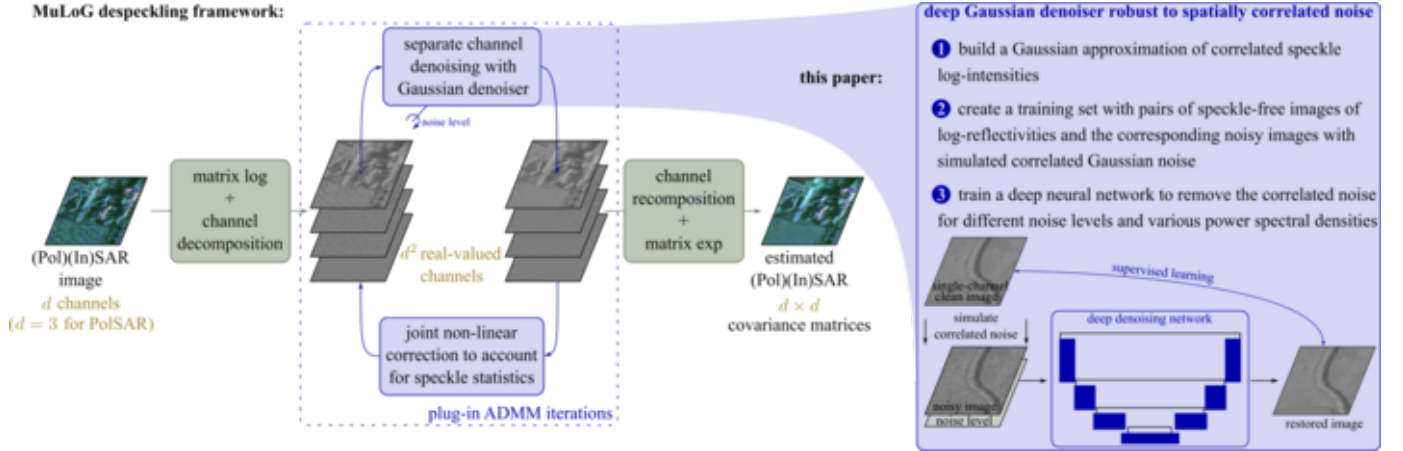 MuLoG despeckling framework:
separate channel
denoising with
Gaussian denoiser
noise level
matrix log
+
channel
decomposition
(Pol)(In)SAR
image
d channels
(d = 3 for PolSAR)
d² real-valued
channels
channel
recomposition
+
matrix exp
estimated
(Pol)(In)SAR
d × d
covariance matrices
joint non-linear
correction to account
for speckle statistics
plug-in ADMM iterations
this paper:
deep Gaussian denoiser robust to spatially correlated noise
1 build a Gaussian approximation of correlated speckle
log-intensities
2 create a training set with pairs of speckle-free images of
log-reflectivities and the corresponding noisy images with
simulated correlated Gaussian noise
3 train a deep neural network to remove the correlated noise
for different noise levels and various power spectral densities
single-channel
clean image
supervised learning
simulate
correlated noise
deep denoising network
noisy image
noise level
restored image